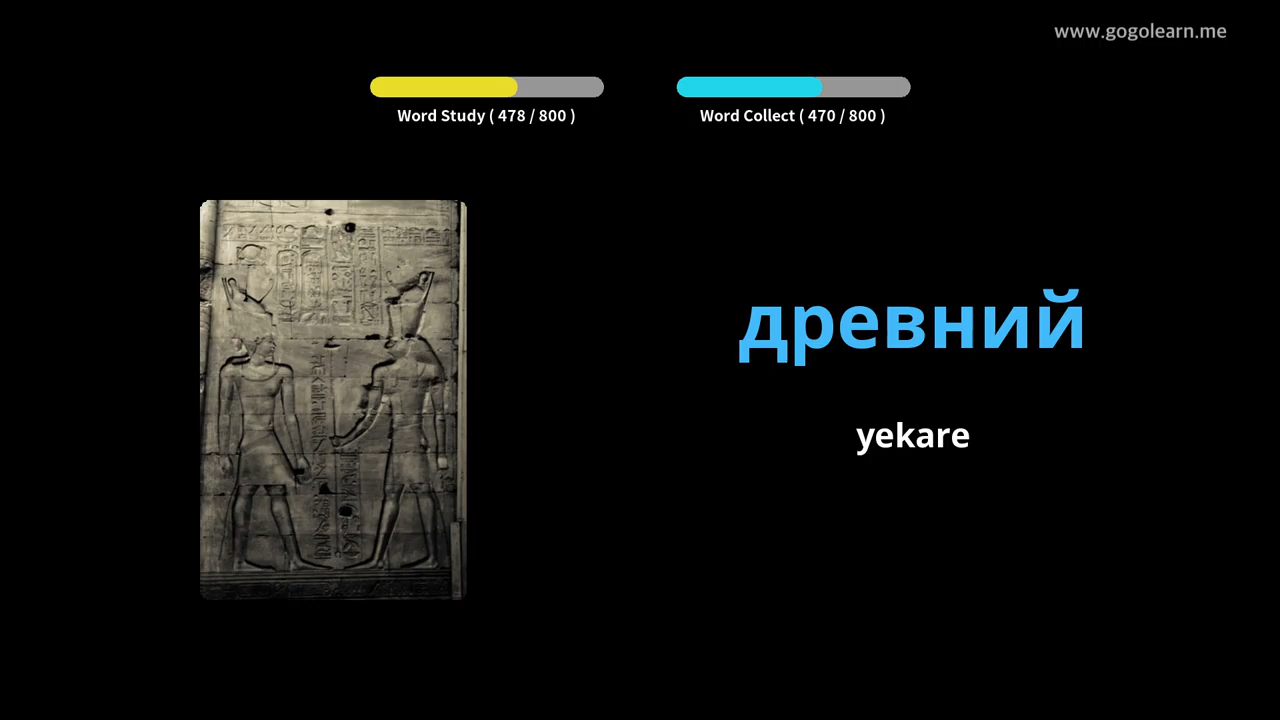 www.gogolearn.me
Word Study ( 478 / 800 )
Word Collect ( 470 / 800 )
древний
yekare